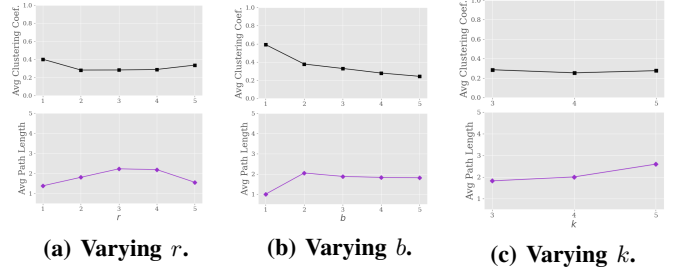 Avg Clustering Coef.
1.0
0.8
0.6
0.4
0.2
0.0
1 2 3 4 5
Avg Path Length
5
4
3
2
1
1 2 3 4 5
r
(a) Varying r.
Avg Clustering Coef.
1.0
0.8
0.6
0.4
0.2
0.0
1 2 3 4 5
Avg Path Length
5
4
3
2
1
1 2 3 4 5
b
(b) Varying b.
Avg Clustering Coef.
1.0
0.8
0.6
0.4
0.2
0.0
3 4 5
Avg Path Length
5
4
3
2
1
3 4 5
k
(c) Varying k.